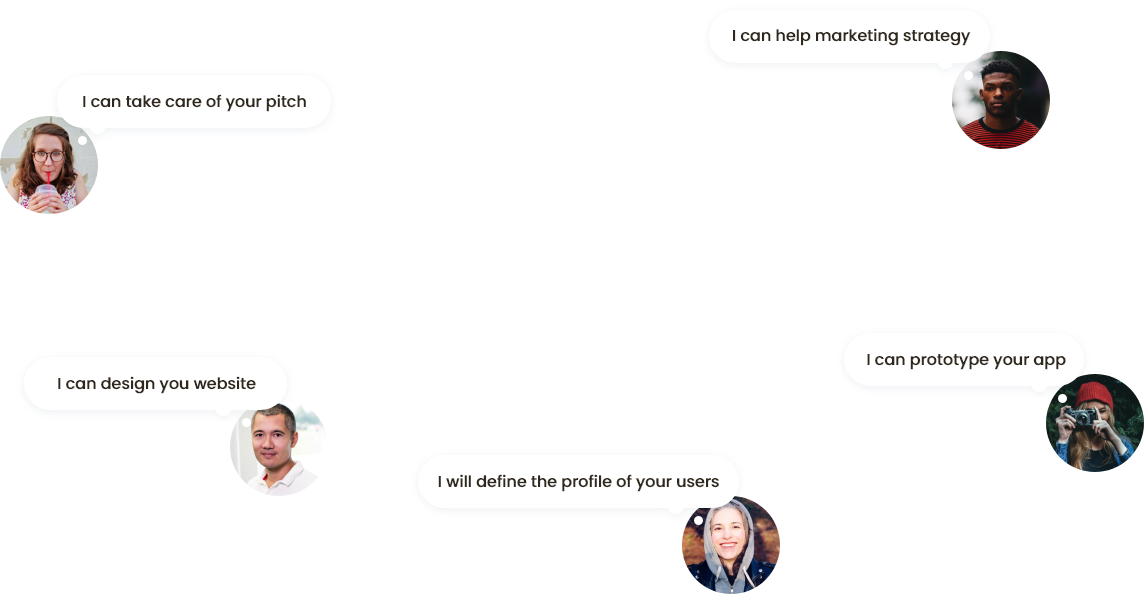 I can help marketing strategy
I can take care of your pitch
I can prototype your app
I can design you website
I will define the profile of your users